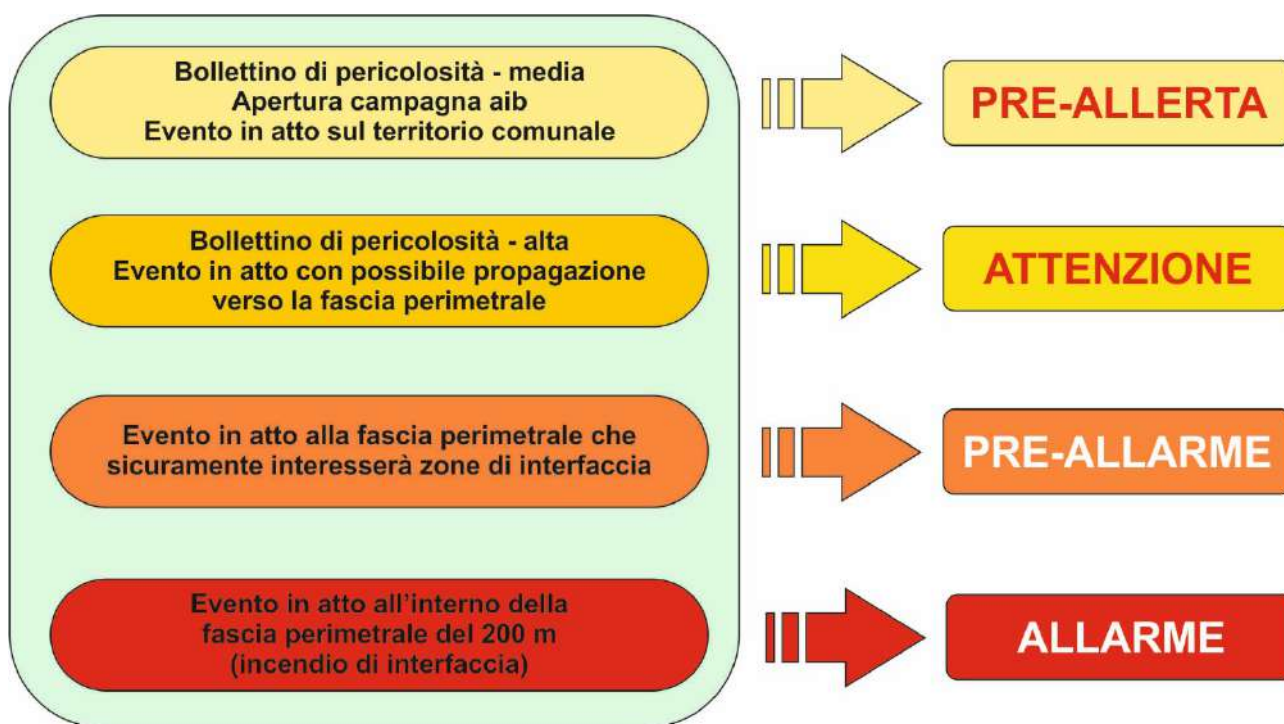 Bollettino di pericolosità - media
Apertura campagna aib
Evento in atto sul territorio comunale
PRE-ALLERTA
Bollettino di pericolosità - alta
Evento in atto con possibile propagazione
verso la fascia perimetrale
ATTENZIONE
Evento in atto alla fascia perimetrale che
sicuramente interesserà zone di interfaccia
PRE-ALLARME
Evento in atto all'interno della
fascia perimetrale del 200 m
(incendio di interfaccia)
ALLARME